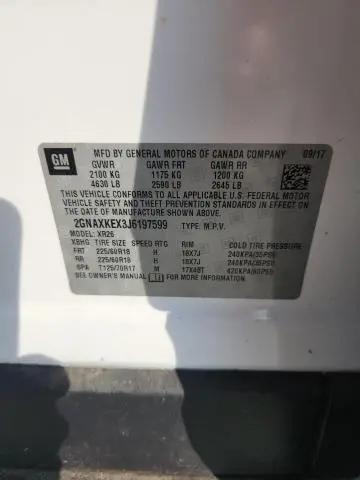 GM
MFD BY GENERAL MOTORS OF CANADA COMPANY 09/17
GVWR GAWR FRT GAWR RR
2100 KG 1175 KG 1200 KG
4630 LB 2590 LB 2645 LB
THIS VEHICLE CONFORMS TO ALL APPLICABLE U.S. FEDERAL MOTOR
VEHICLE SAFETY AND THEFT PREVENTION STANDARDS IN EFFECT ON
THE DATE OF MANUFACTURE SHOWN ABOVE.
2GNAXKEX3J6197599 TYPE: M.P.V.
MODEL: XR26
XBHG TIRE SIZE SPEED RTG RIM COLD TIRE PRESSURE
FRT 225/60R18 H 18X7J 240KPA(35PSI)
RR 225/60R18 H 18X7J 240KPA(35PSI)
SPA T125/70R17 M 17X4BT 420KPA(60PSI)
SEE OWNER'S MANUAL FOR MORE INFORMATION.